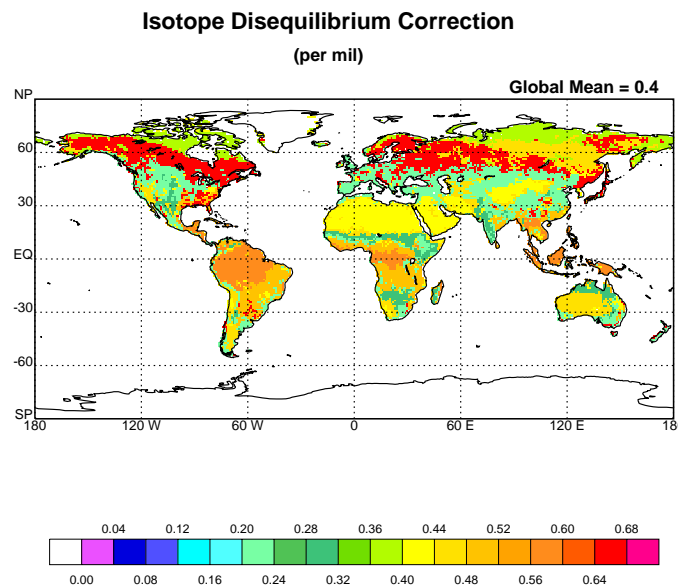 Isotope Disequilibrium Correction
(per mil)
Global Mean = 0.4
NP
60
30
EQ
-30
-60
SP
180 120 W 60 W 0 60 E 120 E 18
0.04 0.12 0.20 0.28 0.36 0.44 0.52 0.60 0.68
0.00 0.08 0.16 0.24 0.32 0.40 0.48 0.56 0.64